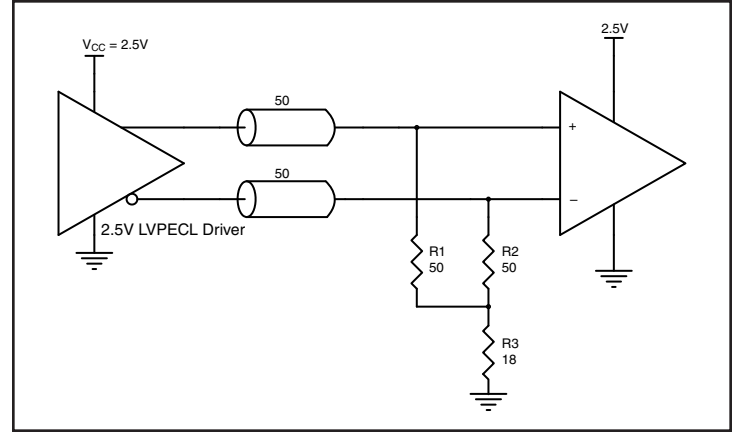 V_CC = 2.5V
2.5V
50
+
50
−
2.5V LVPECL Driver
R1
50
R2
50
R3
18